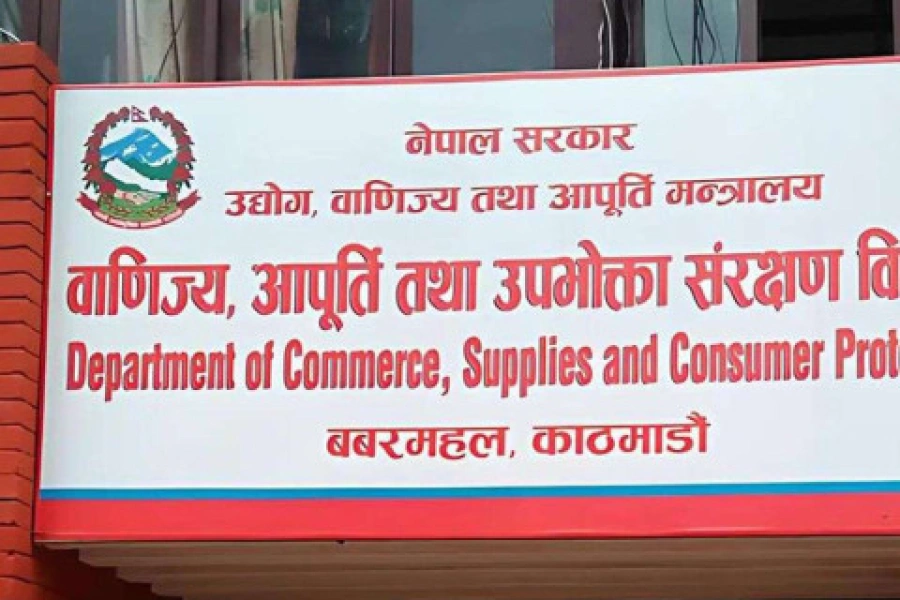 नेपाल सरकार
उद्योग, वाणिज्य तथा आपूर्ति मन्त्रालय
वाणिज्य, आपूर्ति तथा उपभोक्ता संरक्षण वि
Department of Commerce, Supplies and Consumer Prote
बबरमहल, काठमाडौं